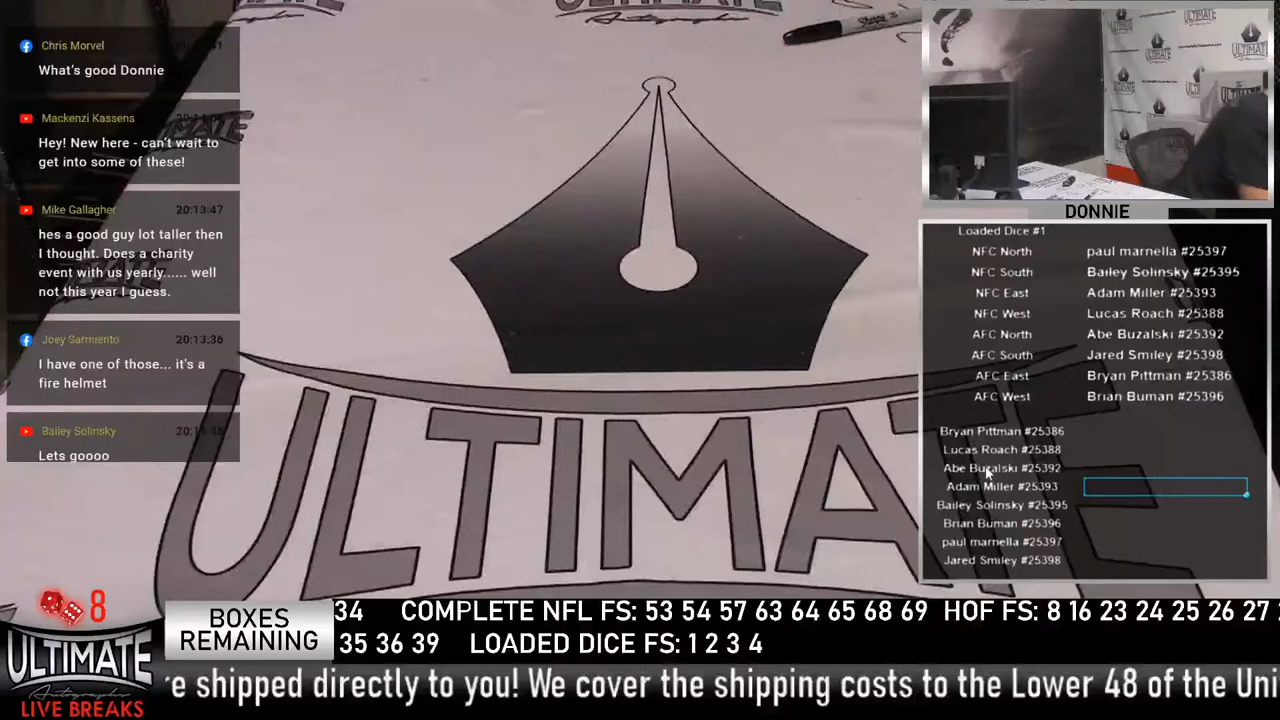 Chris Morvel
What's good Donnie
Mackenzi Kassens
Hey! New here - can't wait to
get into some of these!
Mike Gallagher 20:13:47
hes a good guy lot taller then
I thought. Does a charity
event with us yearly...... well
not this year I guess.
Joey Sarmiento 20:13:36
I have one of those... it's a
fire helmet
Bailey Solinsky
Lets goooo
ULTIMATE
Sharpie
ULTIMA
DONNIE
Loaded Dice #1
NFC North paul marnella #25397
NFC South Bailey Solinsky #25395
NFC East Adam Miller #25393
NFC West Lucas Roach #25388
AFC North Abe Buzalski #25392
AFC South Jared Smiley #25398
AFC East Bryan Pittman #25386
AFC West Brian Buman #25396
Bryan Pittman #25386
Lucas Roach #25388
Abe Buzalski #25392
Adam Miller #25393
Bailey Solinsky #25395
Brian Buman #25396
paul marnella #25397
Jared Smiley #25398
8
ULTIMATE
Autographs
LIVE BREAKS
BOXES
REMAINING
34 COMPLETE NFL FS: 53 54 57 63 64 65 68 69 HOF FS: 8 16 23 24 25 26 27
35 36 39 LOADED DICE FS: 1 2 3 4
re shipped directly to you! We cover the shipping costs to the Lower 48 of the Uni